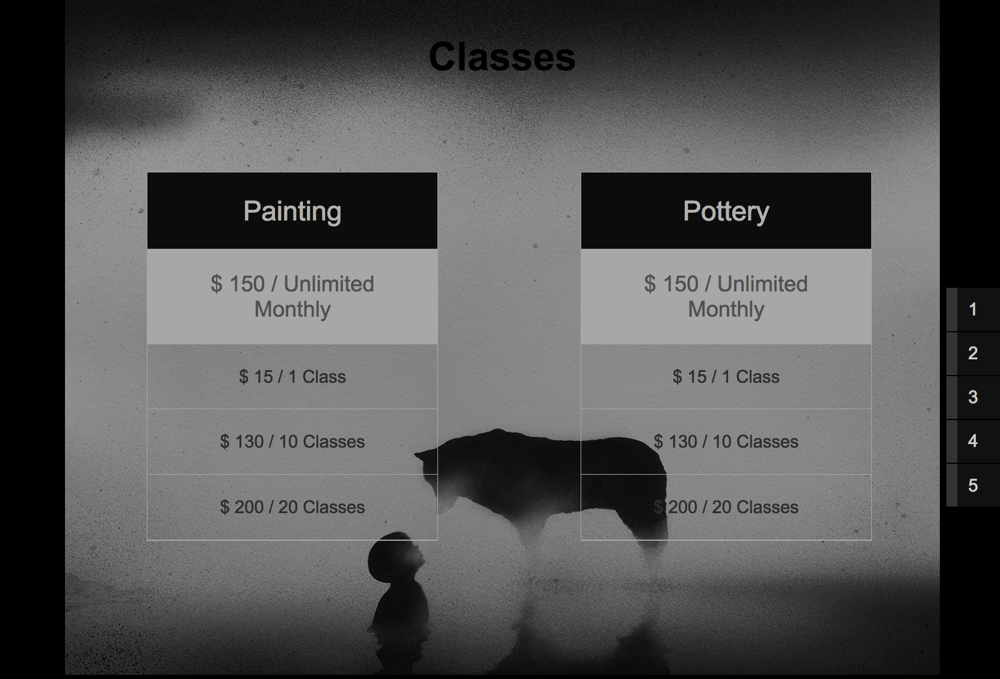 Classes
Painting
$ 150 / Unlimited
Monthly
$ 15 / 1 Class
$ 130 / 10 Classes
$ 200 / 20 Classes
Pottery
$ 150 / Unlimited
Monthly
$ 15 / 1 Class
$ 130 / 10 Classes
$ 200 / 20 Classes
1
2
3
4
5